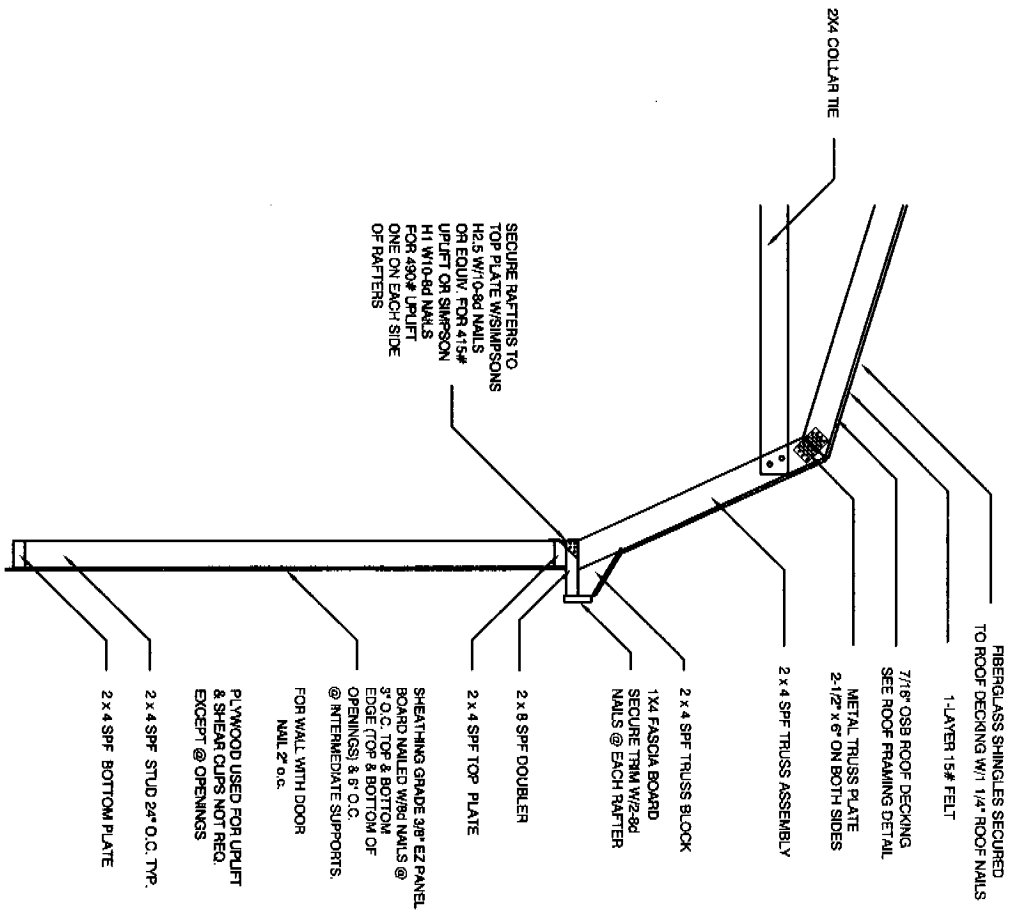 FIBERGLASS SHINGLES SECURED
TO ROOF DECKING W/1 1/4" ROOF NAILS
1-LAYER 15# FELT
7/16" OSB ROOF DECKING
SEE ROOF FRAMING DETAIL
METAL TRUSS PLATE
2-1/2" x 6" ON BOTH SIDES
2 x 4 SPF TRUSS ASSEMBLY
2 x 4 SPF TRUSS BLOCK
1X4 FASCIA BOARD
SECURE TRIM W/2-8d
NAILS @ EACH RAFTER
2 x 8 SPF DOUBLER
2 x 4 SPF TOP PLATE
SHEATHING GRADE 3/8" EZ PANEL
BOARD NAILED W/8d NAILS @
3" O.C. TOP & BOTTOM
EDGE (TOP & BOTTOM OF
OPENINGS) & 6" O.C.
@ INTERMEDIATE SUPPORTS.
FOR WALL WITH DOOR
NAIL 2" o.c.
PLYWOOD USED FOR UPLIFT
& SHEAR CLIPS NOT REQ.
EXCEPT @ OPENINGS
2 x 4 SPF STUD 24" O.C. TYP.
2 x 4 SPF BOTTOM PLATE
2X4 COLLAR TIE
SECURE RAFTERS TO
TOP PLATE W/SIMPSONS
H2.5 W/10-8d NAILS
OR EQUIV. FOR 415#
UPLIFT OR SIMPSON
H1 W10-8d NAILS
FOR 490# UPLIFT
ONE ON EACH SIDE
OF RAFTERS